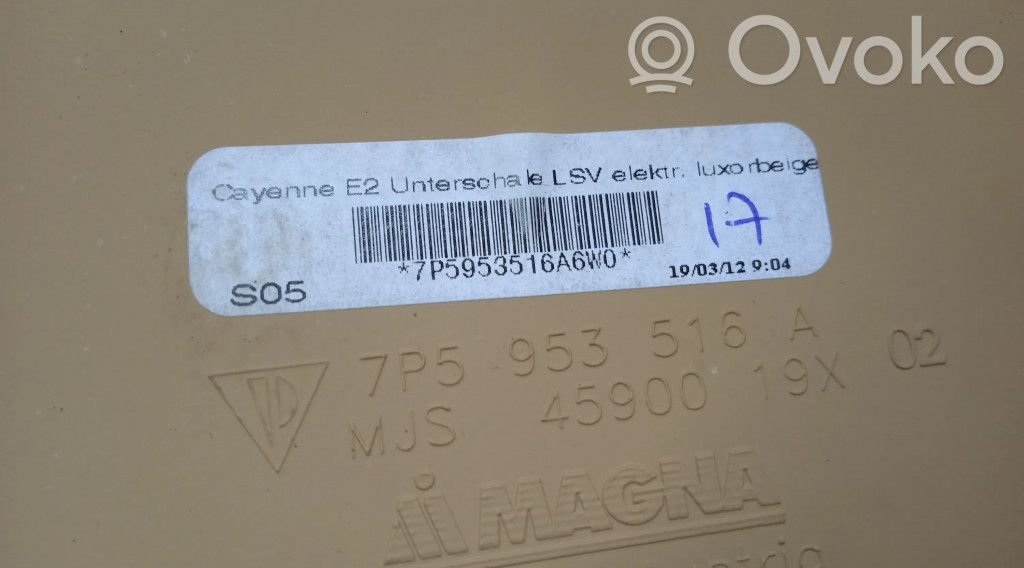 Ovoko
Cayenne E2 Unterschale LSV elektr. luxorbeige
17
*7P5953516A6W0*
19/03/12 9:04
S05
7P5 953 516 A
MJS 45900 19X 02
MAGNA